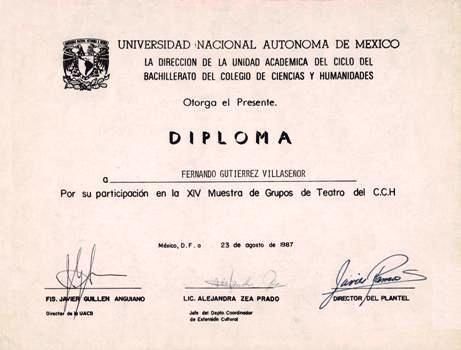 UNIVERSIDAD NACIONAL AUTONOMA DE MEXICO
LA DIRECCION DE LA UNIDAD ACADEMICA DEL CICLO DEL
BACHILLERATO DEL COLEGIO DE CIENCIAS Y HUMANIDADES
Otorga el Presente.
DIPLOMA
a FERNANDO GUTIERREZ VILLASEÑOR
Por su participación en la XIV Muestra de Grupos de Teatro del C.C.H
México, D.F. a 23 de agosto de 1987
FIS. JAVIER GUILLEN ANGUIANO
Director de la UACB
LIC. ALEJANDRA ZEA PRADO
Jefe del Depto. Coordinador
de Extensión Cultural
DIRECTOR DEL PLANTEL